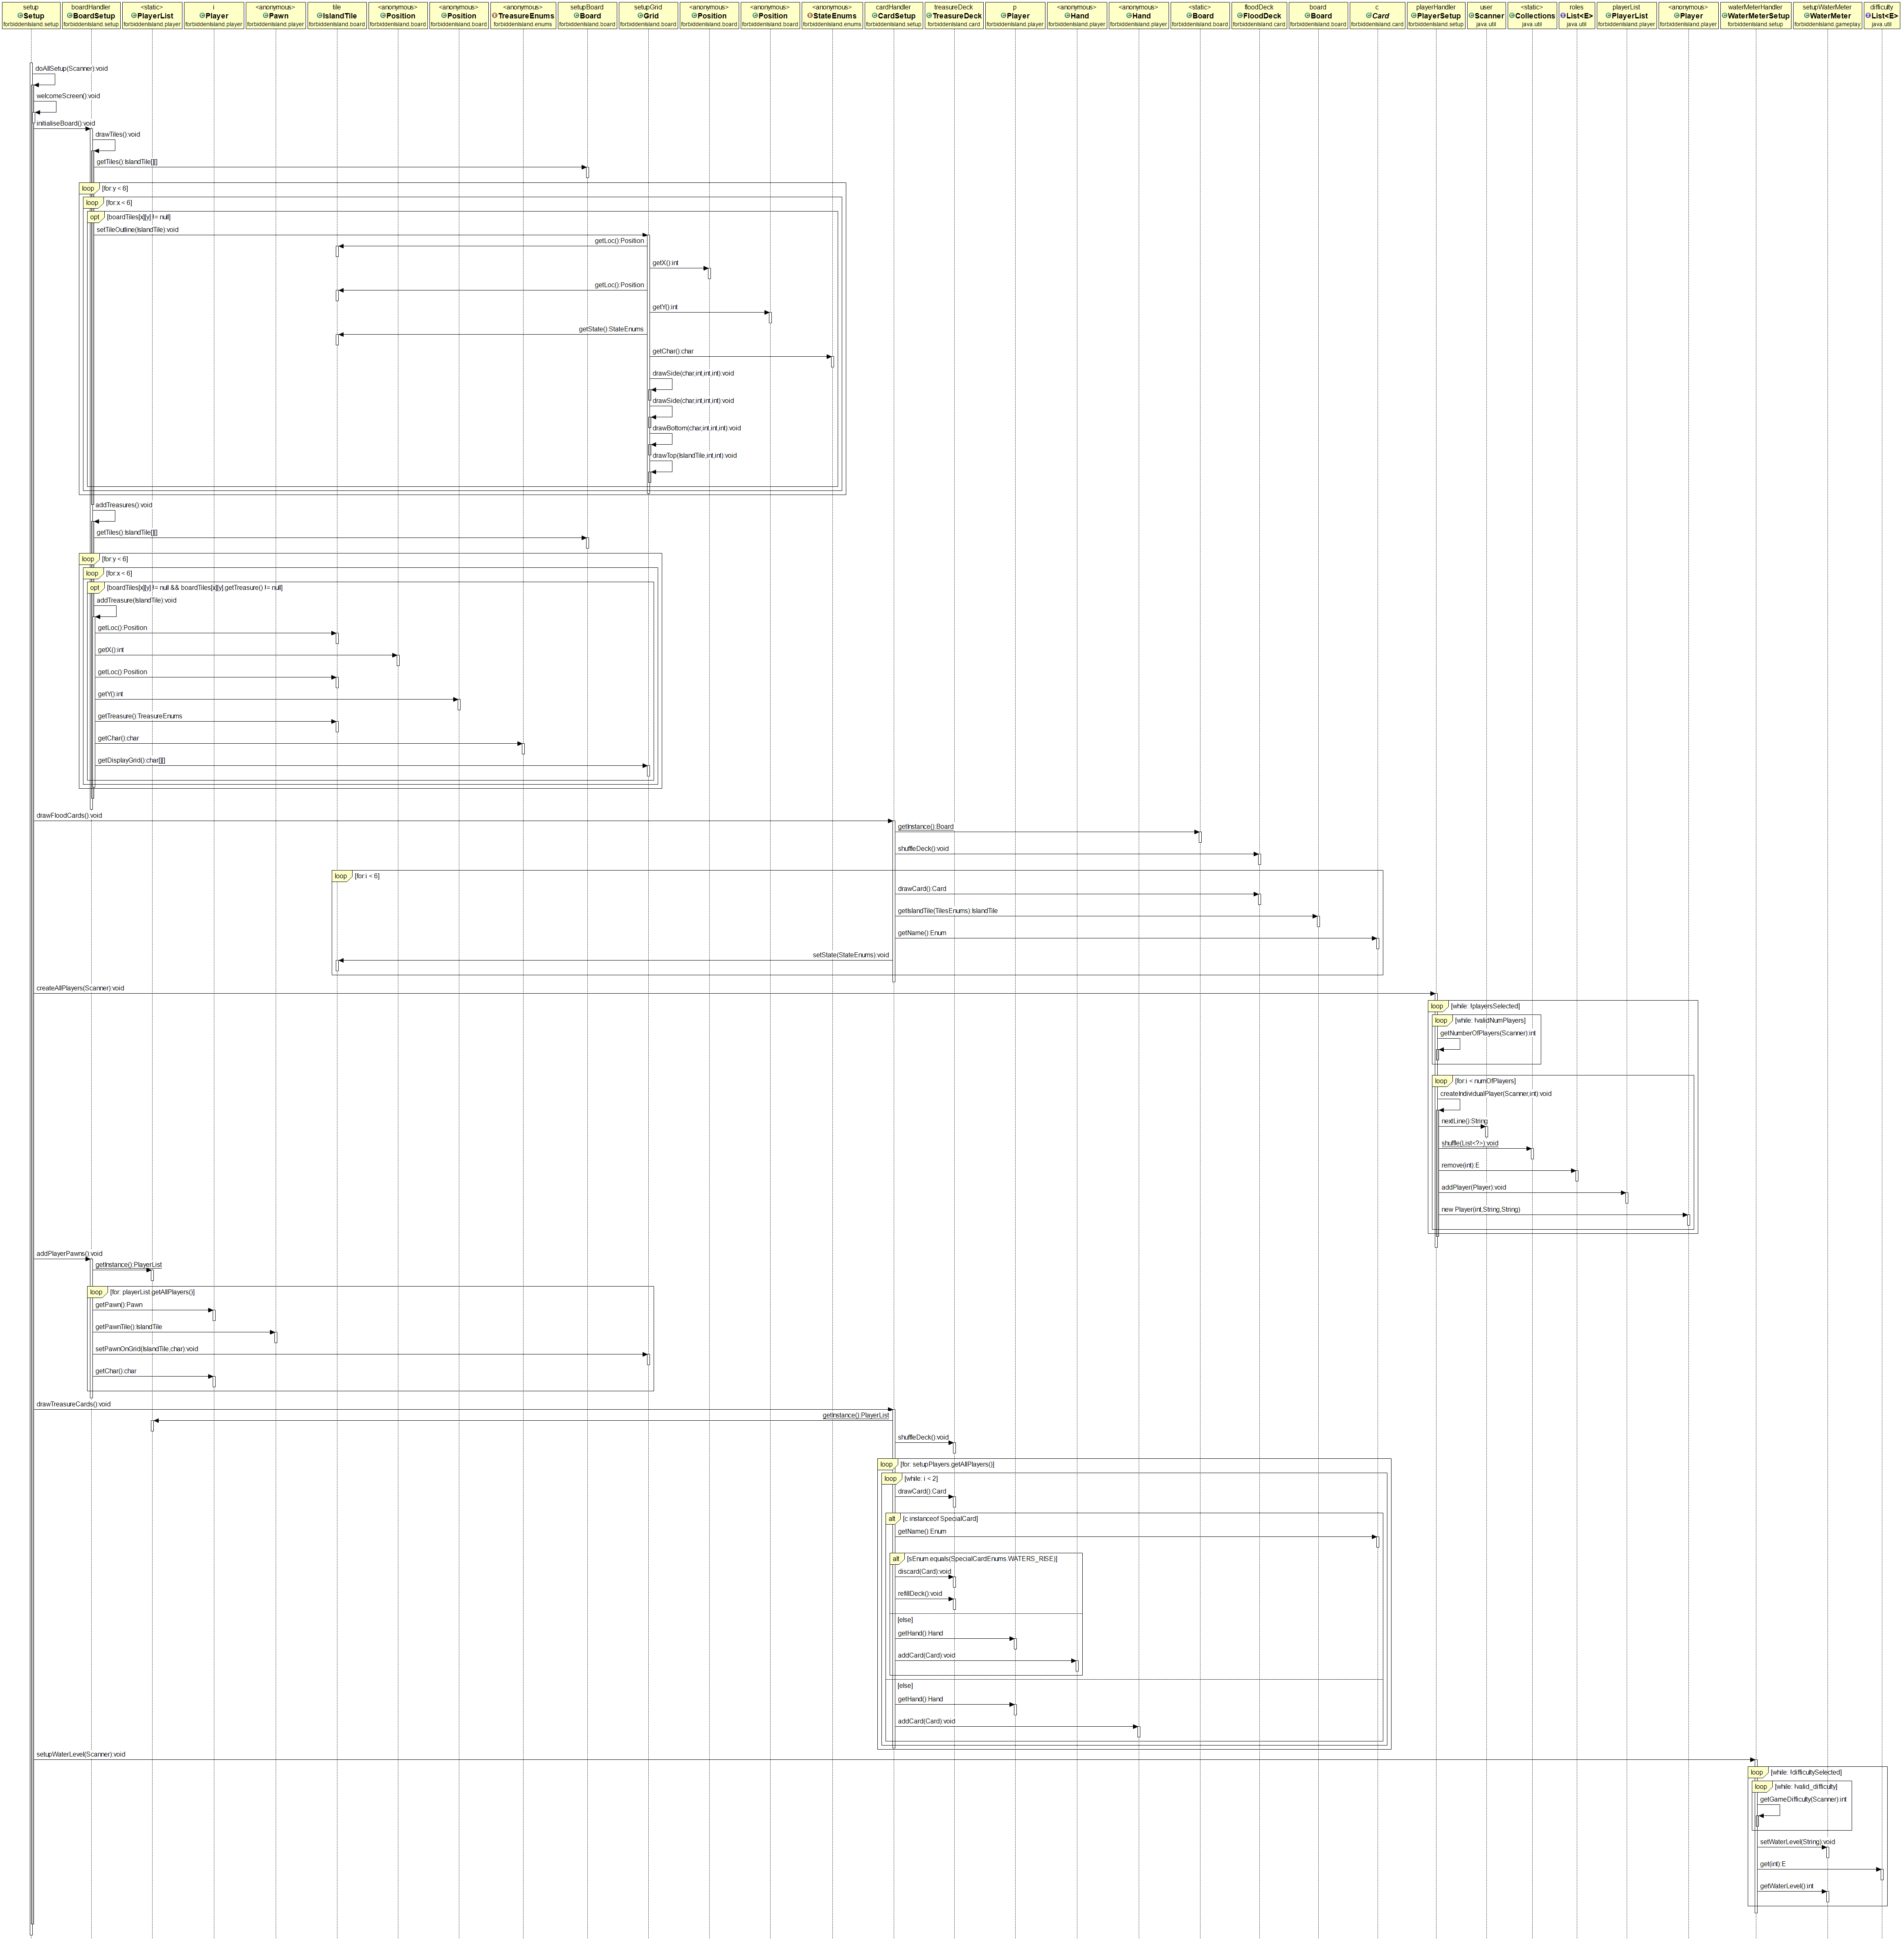 setup
Setup
forbiddenIsland.setup
boardHandler
BoardSetup
forbiddenIsland.setup
<static>
PlayerList
forbiddenIsland.player
i
Player
forbiddenIsland.player
<anonymous>
Pawn
forbiddenIsland.player
tile
IslandTile
forbiddenIsland.board
<anonymous>
Position
forbiddenIsland.board
<anonymous>
Position
forbiddenIsland.board
<anonymous>
TreasureEnums
forbiddenIsland.enums
setupBoard
Board
forbiddenIsland.board
setupGrid
Grid
forbiddenIsland.board
<anonymous>
Position
forbiddenIsland.board
<anonymous>
Position
forbiddenIsland.board
<anonymous>
StateEnums
forbiddenIsland.enums
cardHandler
CardSetup
forbiddenIsland.setup
treasureDeck
TreasureDeck
forbiddenIsland.card
p
Player
forbiddenIsland.player
<anonymous>
Hand
forbiddenIsland.player
<anonymous>
Hand
forbiddenIsland.player
<static>
Board
forbiddenIsland.board
floodDeck
FloodDeck
forbiddenIsland.card
board
Board
forbiddenIsland.board
c
Card
forbiddenIsland.card
playerHandler
PlayerSetup
forbiddenIsland.setup
user
Scanner
java.util
<static>
Collections
java.util
roles
List<E>
java.util
playerList
PlayerList
forbiddenIsland.player
<anonymous>
Player
forbiddenIsland.player
waterMeterHandler
WaterMeterSetup
forbiddenIsland.setup
setupWaterMeter
WaterMeter
forbiddenIsland.gameplay
difficulty
List<E>
java.util
doAllSetup(Scanner):void
welcomeScreen():void
initialiseBoard():void
drawTiles():void
getTiles():IslandTile[][]
loop [for:y < 6]
loop [for:x < 6]
opt [boardTiles[x][y] != null]
setTileOutline(IslandTile):void
getLoc():Position
getX():int
getLoc():Position
getY():int
getState():StateEnums
getChar():char
drawSide(char,int,int,int):void
drawSide(char,int,int,int):void
drawBottom(char,int,int,int):void
drawTop(IslandTile,int,int):void
addTreasures():void
getTiles():IslandTile[][]
loop [for:y < 6]
loop [for:x < 6]
opt [boardTiles[x][y] != null && boardTiles[x][y].getTreasure() != null]
addTreasure(IslandTile):void
getLoc():Position
getX():int
getLoc():Position
getY():int
getTreasure():TreasureEnums
getChar():char
getDisplayGrid():char[][]
drawFloodCards():void
getInstance():Board
shuffleDeck():void
loop [for:i < 6]
drawCard():Card
getIslandTile(TilesEnums):IslandTile
getName():Enum
setState(StateEnums):void
createAllPlayers(Scanner):void
loop [while: !playersSelected]
loop [while: !validNumPlayers]
getNumberOfPlayers(Scanner):int
loop [for:i < numOfPlayers]
createIndividualPlayer(Scanner,int):void
nextLine():String
shuffle(List<?>):void
remove(int):E
addPlayer(Player):void
new Player(int,String,String)
addPlayerPawns():void
getInstance():PlayerList
loop [for: playerList.getAllPlayers()]
getPawn():Pawn
getPawnTile():IslandTile
setPawnOnGrid(IslandTile,char):void
getChar():char
drawTreasureCards():void
getInstance():PlayerList
shuffleDeck():void
loop [for: setupPlayers.getAllPlayers()]
loop [while: i < 2]
drawCard():Card
alt [c instanceof SpecialCard]
getName():Enum
alt [sEnum.equals(SpecialCardEnums.WATERS_RISE)]
discard(Card):void
refillDeck():void
[else]
getHand():Hand
addCard(Card):void
[else]
getHand():Hand
addCard(Card):void
setupWaterLevel(Scanner):void
loop [while: !difficultySelected]
loop [while: !valid_difficulty]
getGameDifficulty(Scanner):int
setWaterLevel(String):void
get(int):E
getWaterLevel():int